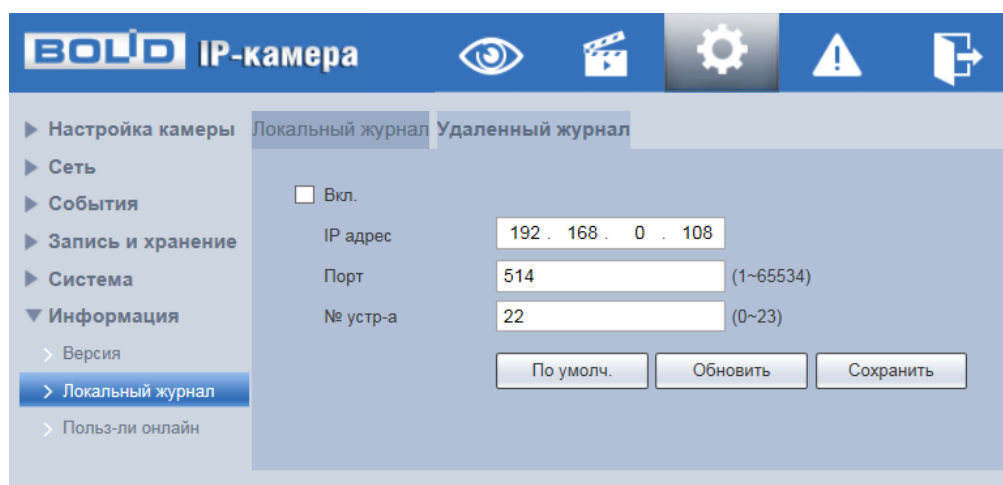 BOLID IP-камера
Настройка камеры
Сеть
События
Запись и хранение
Система
Информация
Версия
Локальный журнал
Польз-ли онлайн
Локальный журнал Удаленный журнал
Вкл.
IP адрес 192 . 168 . 0 . 108
Порт 514 (1~65534)
№ устр-а 22 (0~23)
По умолч. Обновить Сохранить